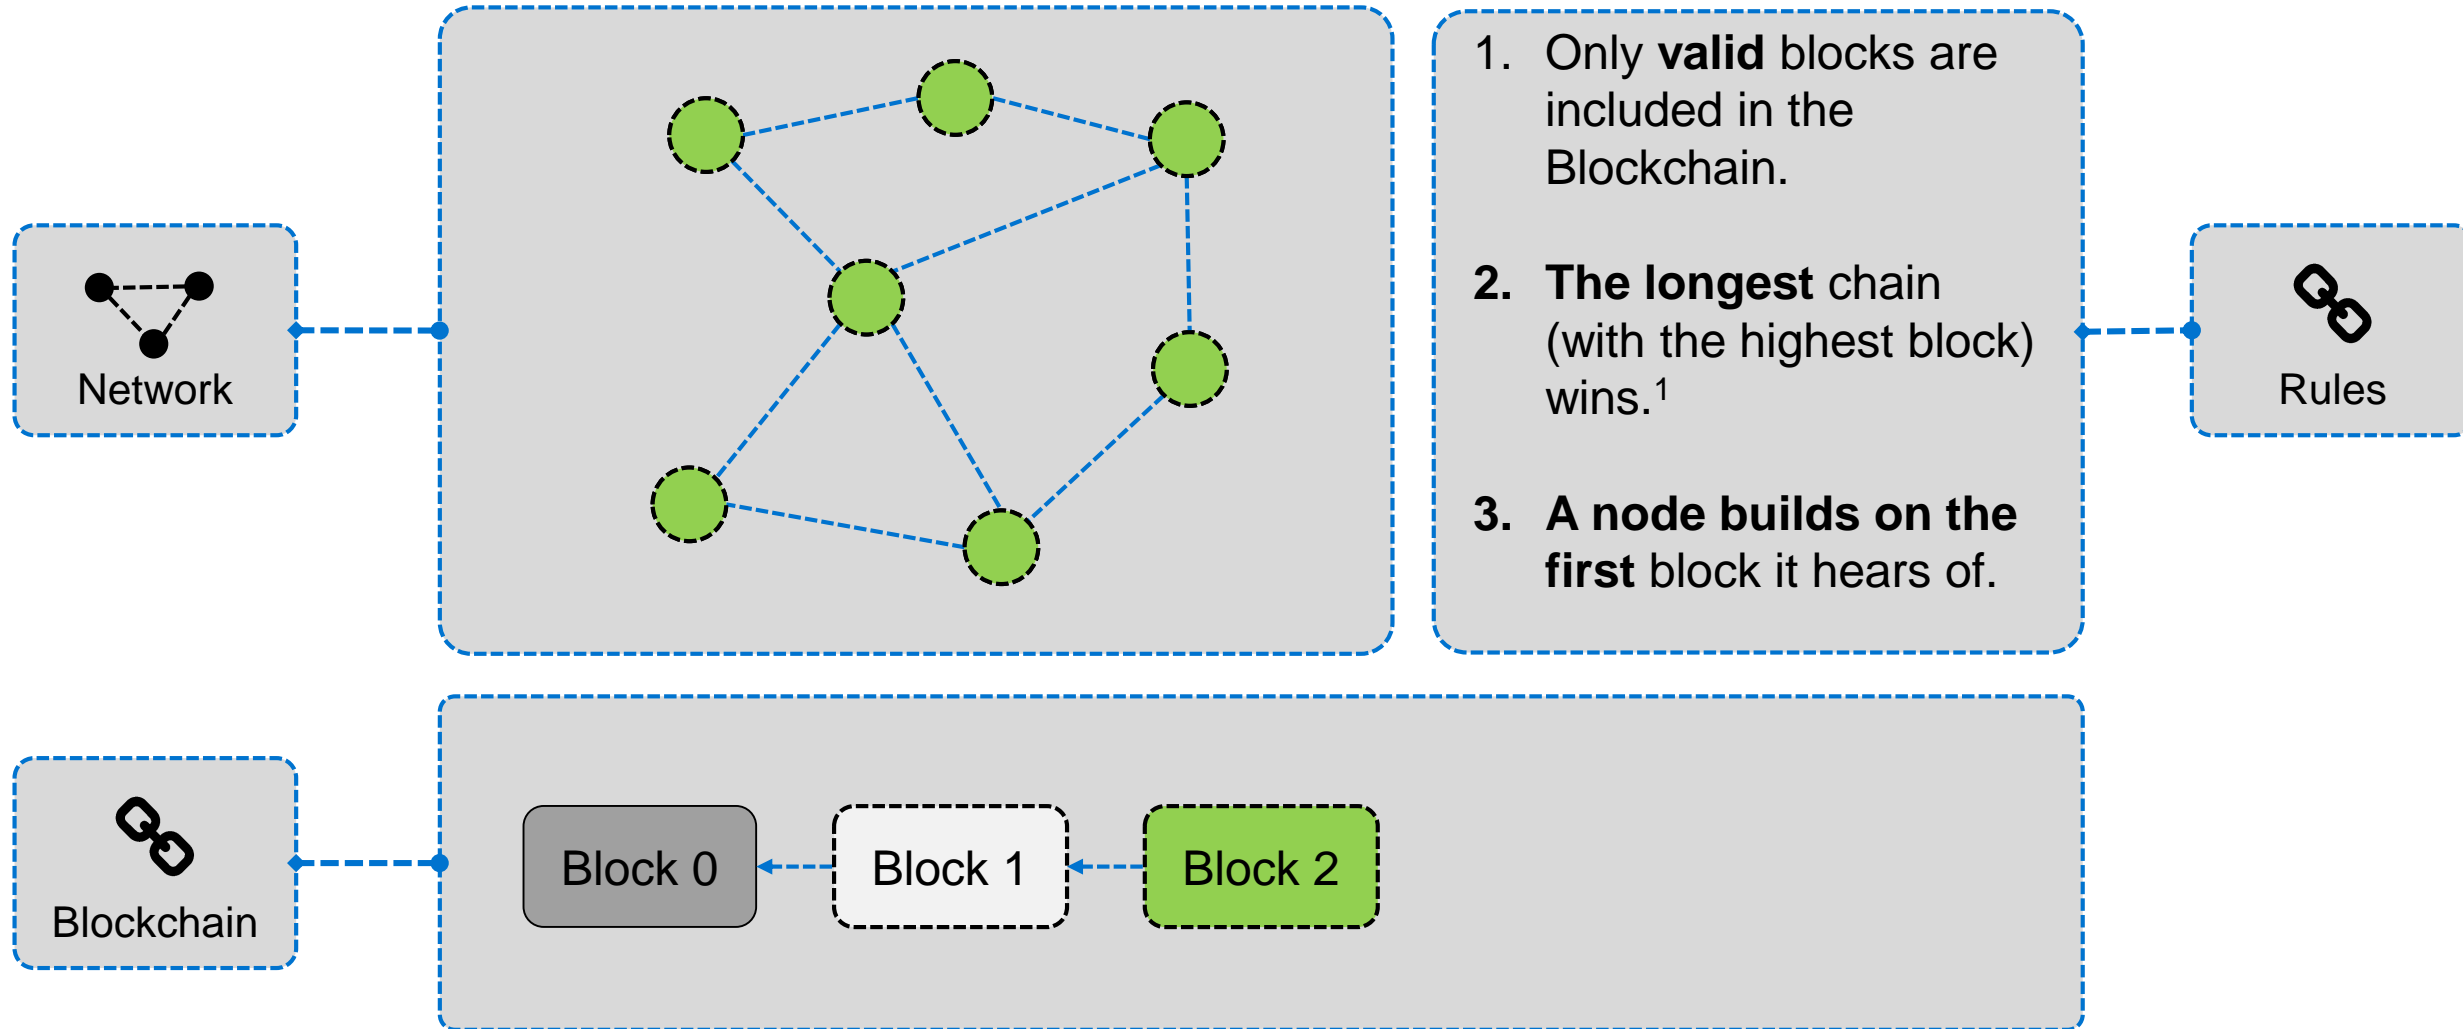 Network
1. Only valid blocks are
included in the
Blockchain.
2. The longest chain
(with the highest block)
wins.¹
3. A node builds on the
first block it hears of.
Rules
Blockchain
Block 0
Block 1
Block 2